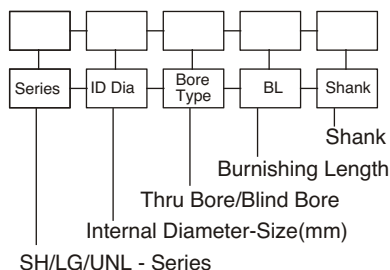 Series ID Dia Bore Type BL Shank
Shank
Burnishing Length
Thru Bore/Blind Bore
Internal Diameter-Size(mm)
SH/LG/UNL - Series